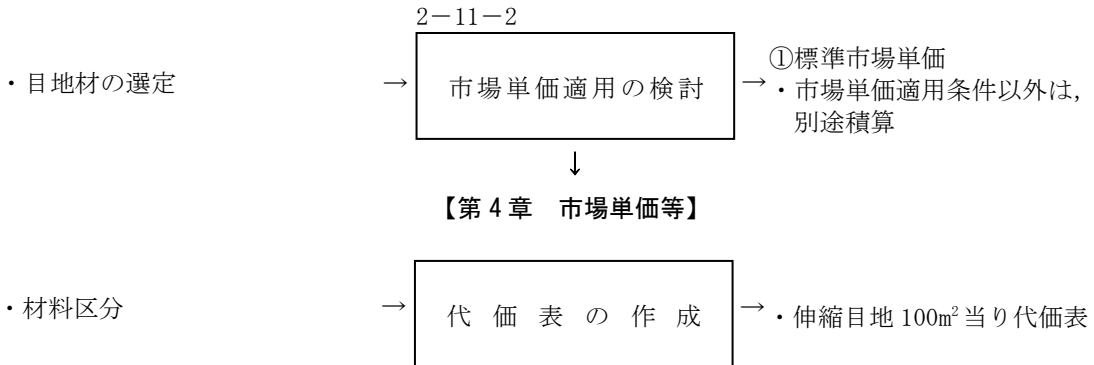 2－11－2
・目地材の選定 → 市場単価適用の検討 → ①標準市場単価
・市場単価適用条件以外は，
別途積算
↓
【第４章　市場単価等】
・材料区分 → 代価表の作成 → ・伸縮目地 100m²当り代価表